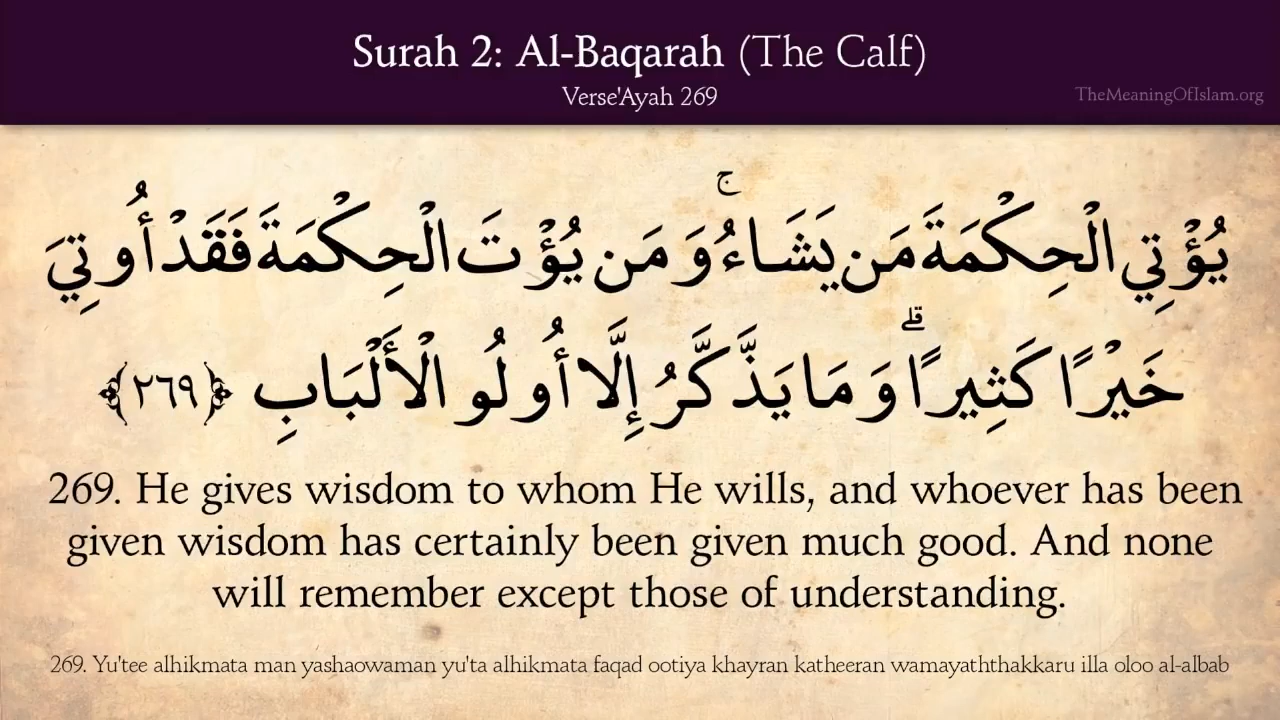 Surah 2: Al-Baqarah (The Calf)
Verse'Ayah 269
TheMeaningOfIslam.org
يُؤْتِي الْحِكْمَةَ مَن يَشَاءُ ۚ وَمَن يُؤْتَ الْحِكْمَةَ فَقَدْ أُوتِيَ
خَيْرًا كَثِيرًا ۗ وَمَا يَذَّكَّرُ إِلَّا أُولُو الْأَلْبَابِ ﴿٢٦٩﴾
269. He gives wisdom to whom He wills, and whoever has been
given wisdom has certainly been given much good. And none
will remember except those of understanding.
269. Yu'tee alhikmata man yashaowaman yu'ta alhikmata faqad ootiya khayran katheeran wamayaththakkaru illa oloo al-albab